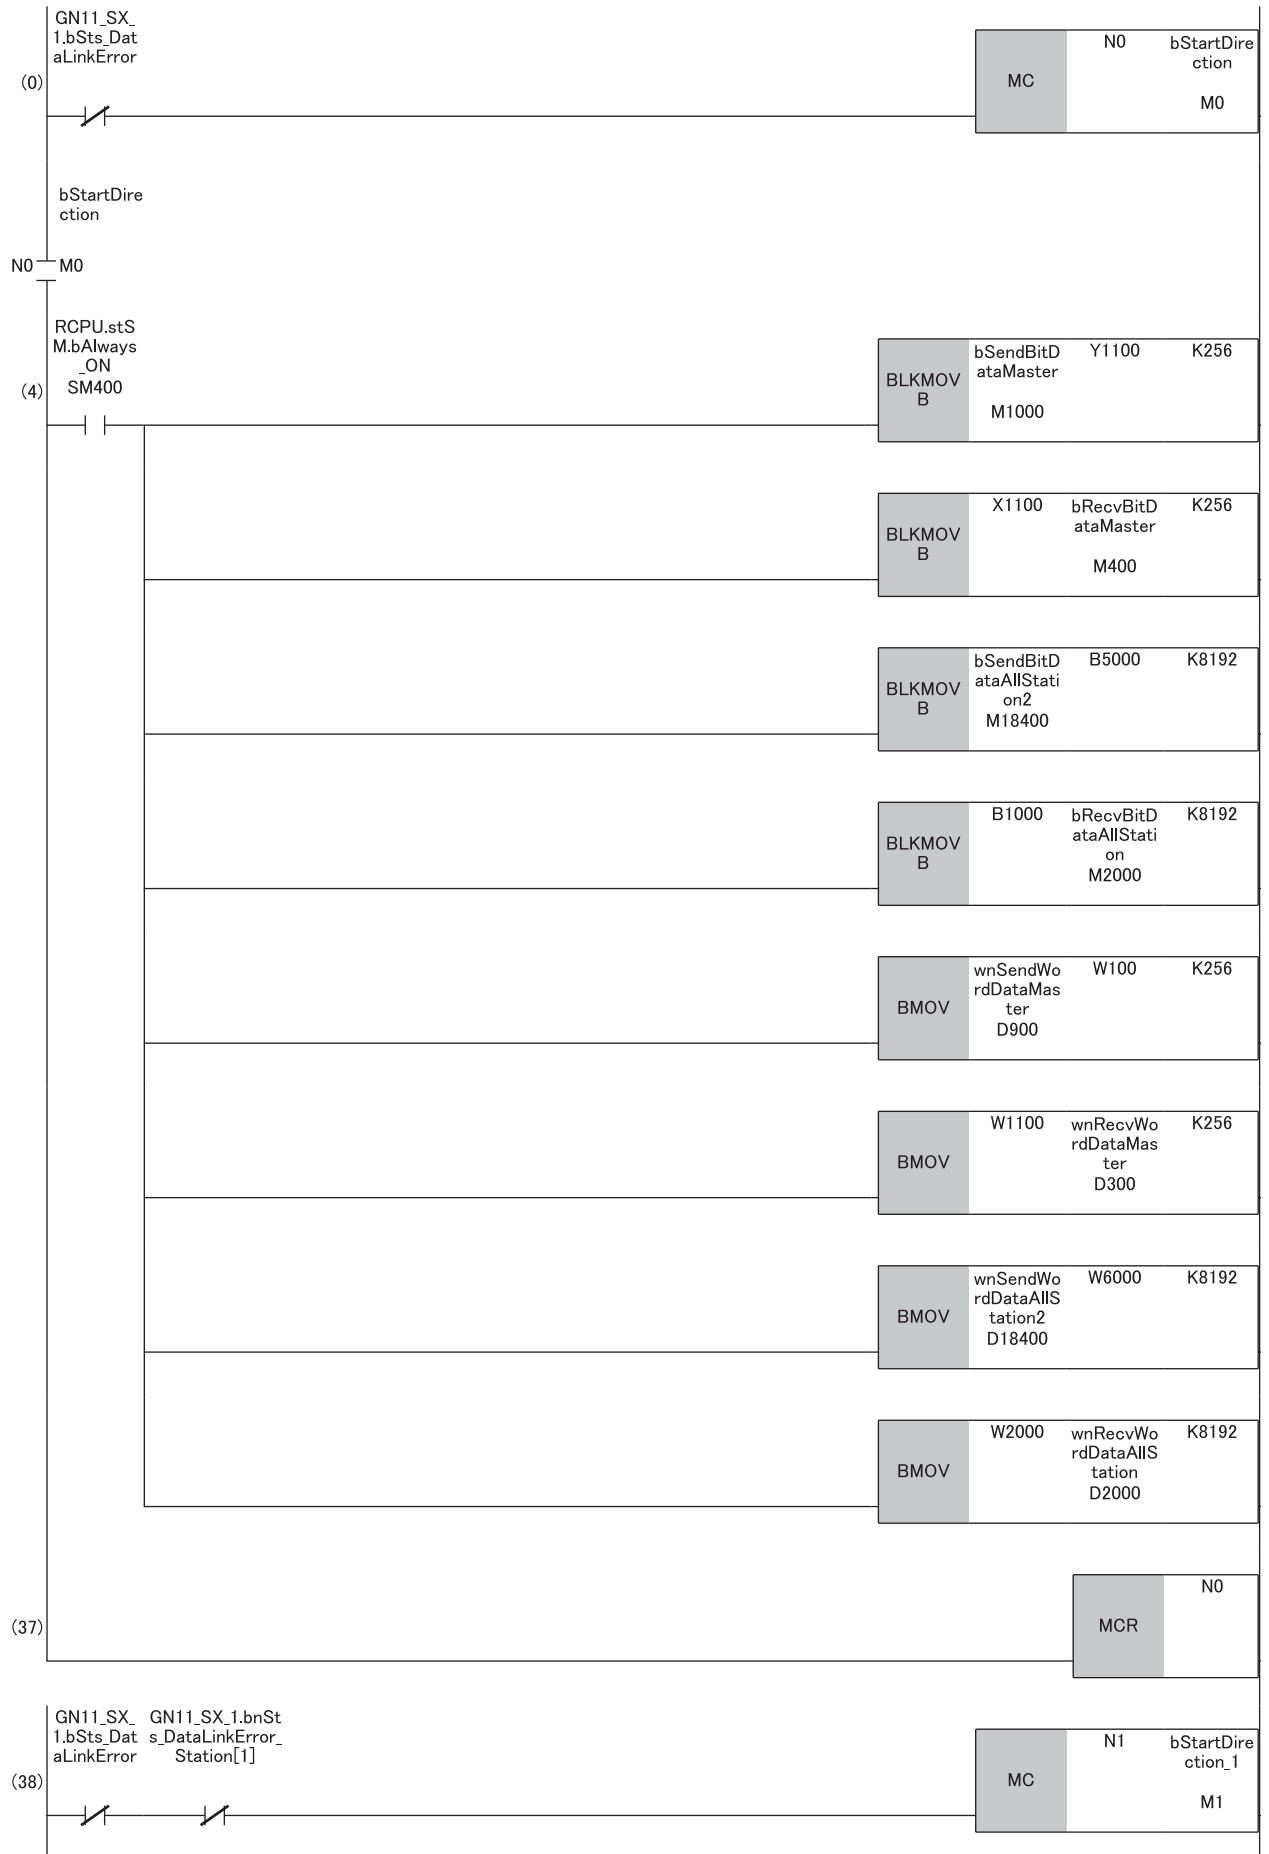 GN11_SX_
1.bSts_Dat
aLinkError
(0)
MC
N0
bStartDire
ction
M0
bStartDire
ction
N0
M0
RCPU.stS
M.bAlways
_ON
SM400
(4)
BLKMOV
B
bSendBitD
ataMaster
M1000
Y1100
K256
BLKMOV
B
X1100
bRecvBitD
ataMaster
M400
K256
BLKMOV
B
bSendBitD
ataAllStati
on2
M18400
B5000
K8192
BLKMOV
B
B1000
bRecvBitD
ataAllStati
on
M2000
K8192
BMOV
wnSendWo
rdDataMas
ter
D900
W100
K256
BMOV
W1100
wnRecvWo
rdDataMas
ter
D300
K256
BMOV
wnSendWo
rdDataAllS
tation2
D18400
W6000
K8192
BMOV
W2000
wnRecvWo
rdDataAllS
tation
D2000
K8192
(37)
MCR
N0
GN11_SX_
1.bSts_Dat
aLinkError
GN11_SX_1.bnSt
s_DataLinkError_
Station[1]
(38)
MC
N1
bStartDire
ction_1
M1